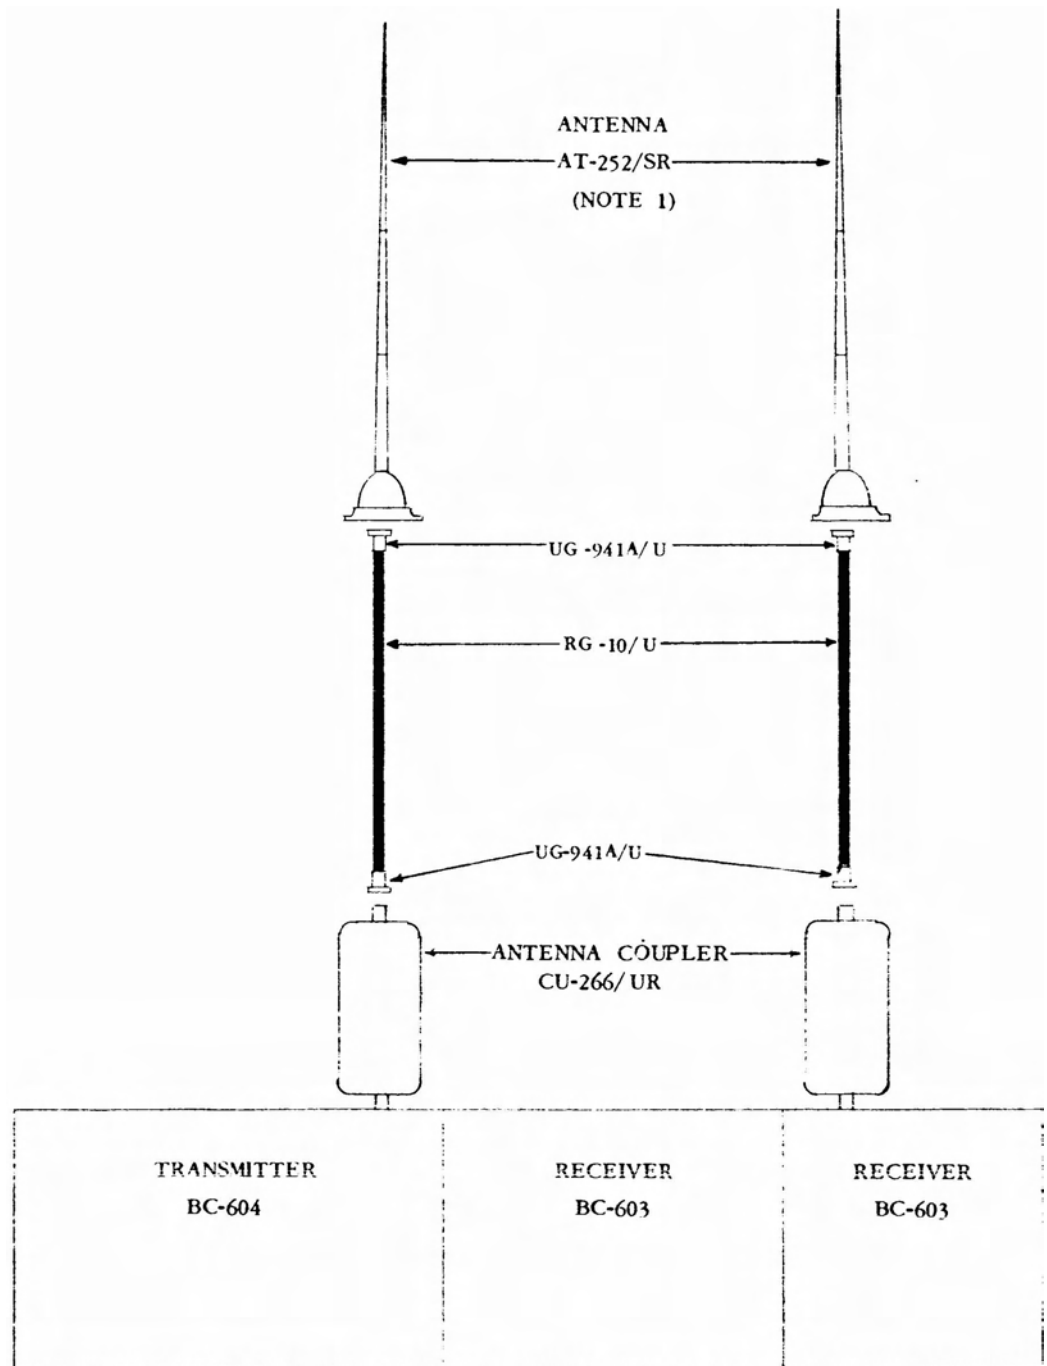 ANTENNA
AT-252/SR
(NOTE 1)
UG-941A/U
RG-10/U
UG-941A/U
ANTENNA COUPLER
CU-266/UR
TRANSMITTER
BC-604
RECEIVER
BC-603
RECEIVER
BC-603